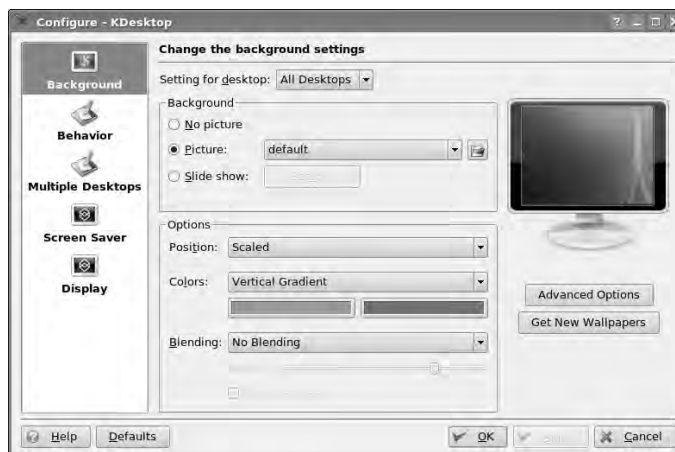 Configure - KDesktop
Background
Behavior
Multiple Desktops
Screen Saver
Display
Change the background settings
Setting for desktop: All Desktops
Background
No picture
Picture: default
Slide show:
Options
Position: Scaled
Colors: Vertical Gradient
Blending: No Blending
Advanced Options
Get New Wallpapers
Help
Defaults
OK
Cancel